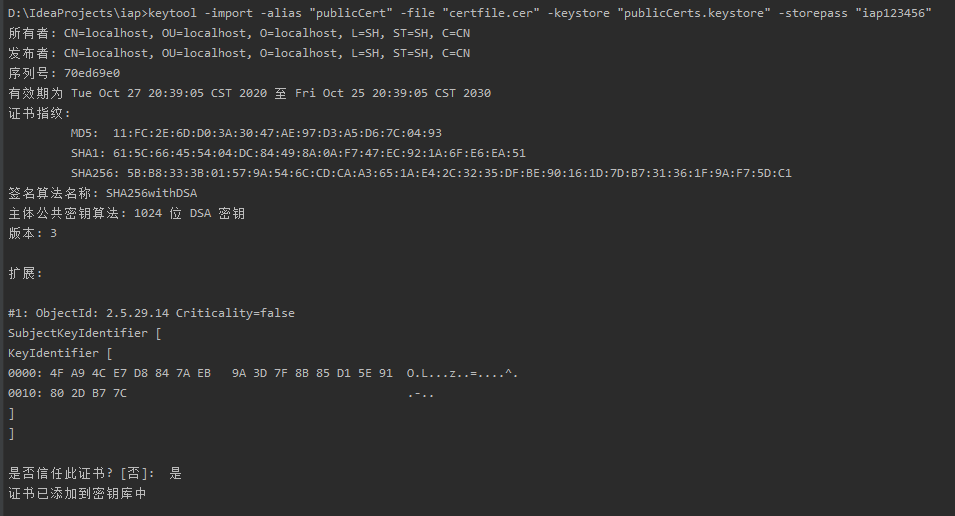 D:\IdeaProjects\iap>keytool -import -alias "publicCert" -file "certfile.cer" -keystore "publicCerts.keystore" -storepass "iap123456"
所有者: CN=localhost, OU=localhost, O=localhost, L=SH, ST=SH, C=CN
发布者: CN=localhost, OU=localhost, O=localhost, L=SH, ST=SH, C=CN
序列号: 70ed69e0
有效期为 Tue Oct 27 20:39:05 CST 2020 至 Fri Oct 25 20:39:05 CST 2030
证书指纹:
MD5:  11:FC:2E:6D:D0:3A:30:47:AE:97:D3:A5:D6:7C:04:93
SHA1: 61:5C:66:45:54:04:DC:84:49:8A:0A:F7:47:EC:92:1A:6F:E6:EA:51
SHA256: 5B:B8:33:3B:01:57:9A:54:6C:CD:CA:A3:65:1A:E4:2C:32:35:DF:BE:90:16:1D:7D:B7:31:36:1F:9A:F7:5D:C1
签名算法名称: SHA256withDSA
主体公共密钥算法: 1024 位 DSA 密钥
版本: 3
扩展:
#1: ObjectId: 2.5.29.14 Criticality=false
SubjectKeyIdentifier [
KeyIdentifier [
0000: 4F A9 4C E7 D8 84 7A EB   9A 3D 7F 8B 85 D1 5E 91  O.L...z..=....^.
0010: 80 2D B7 7C                                        .-..
]
]
是否信任此证书? [否]:  是
证书已添加到密钥库中